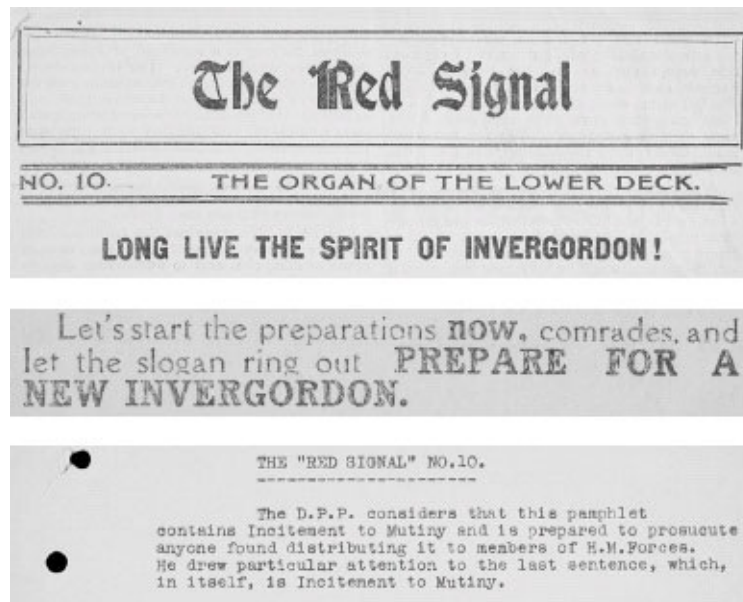 The Red Signal
NO. 10. THE ORGAN OF THE LOWER DECK.
LONG LIVE THE SPIRIT OF INVERGORDON!
Let's start the preparations NOW, comrades, and
let the slogan ring out PREPARE FOR A
NEW INVERGORDON.
THE "RED SIGNAL" NO.10.
The D.P.P. considers that this pamphlet
contains Incitement to Mutiny and is prepared to prosucute
anyone found distributing it to members of H.M.Forces.
He drew particular attention to the last sentence, which,
in itself, is Incitement to Mutiny.